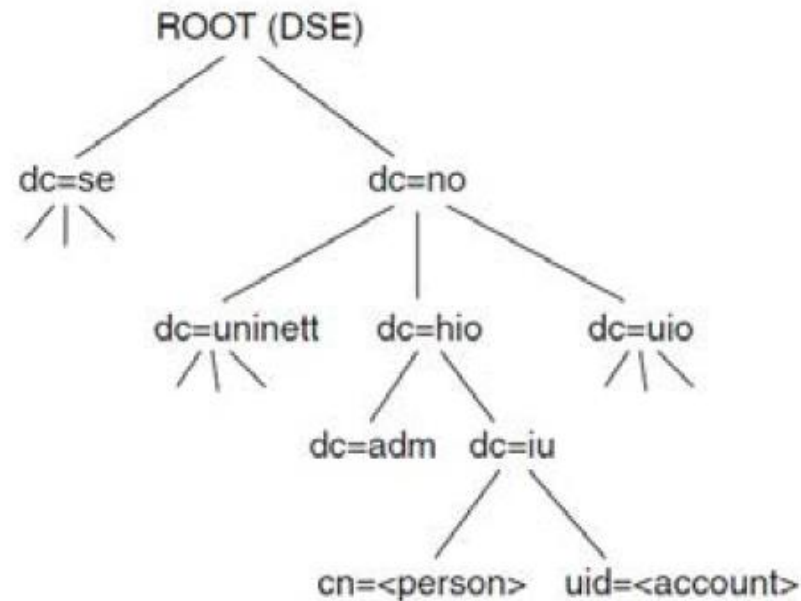 ROOT (DSE)
dc=se dc=no
dc=uninett dc=hio dc=uio
dc=adm dc=iu
cn=<person> uid=<account>